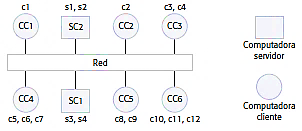 c1 s1, s2 c2 c3, c4
CC1 SC2 CC2 CC3
Computadora
servidor
Red
CC4 SC1 CC5 CC6
Computadora
cliente
c5, c6, c7 s3, s4 c8, c9 c10, c11, c12